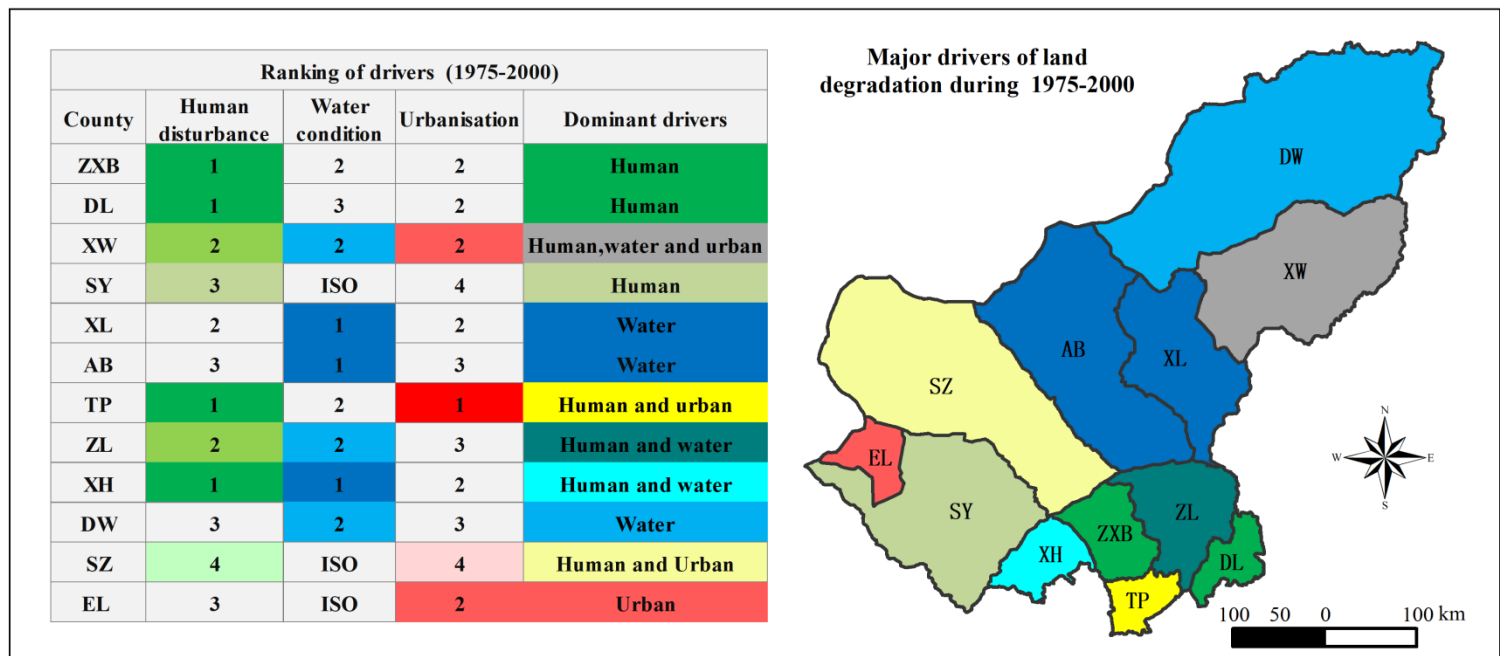 Ranking of drivers (1975-2000)
County
Human disturbance
Water condition
Urbanisation
Dominant drivers
ZXB 1 2 2 Human
DL 1 3 2 Human
XW 2 2 2 Human,water and urban
SY 3 ISO 4 Human
XL 2 1 2 Water
AB 3 1 3 Water
TP 1 2 1 Human and urban
ZL 2 2 3 Human and water
XH 1 1 2 Human and water
DW 3 2 3 Water
SZ 4 ISO 4 Human and Urban
EL 3 ISO 2 Urban
Major drivers of land
degradation during 1975-2000
DW
XW
AB
XL
SZ
EL
SY
ZL
ZXB
XH
DL
TP
N
W E
S
100 50 0 100 km